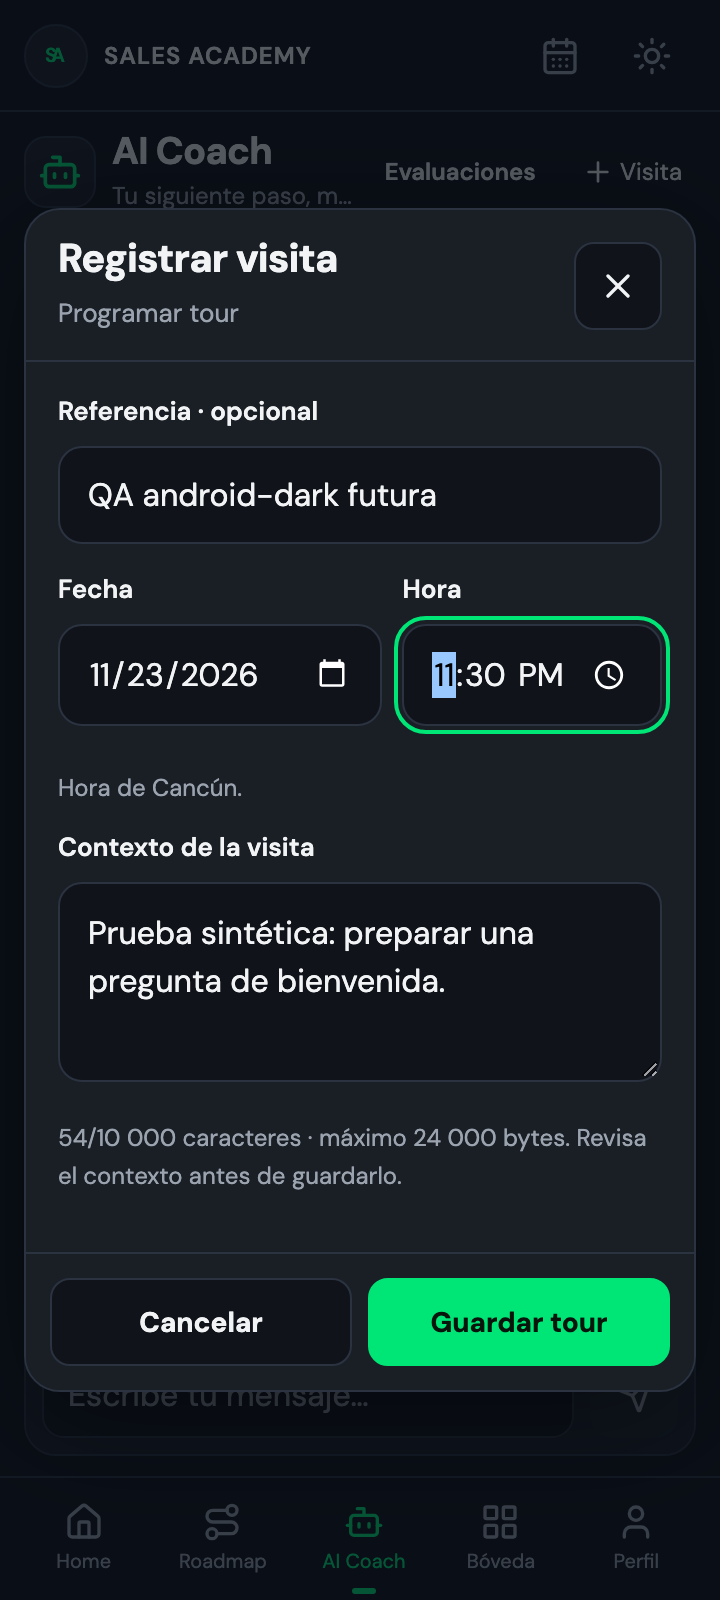 SA
SALES ACADEMY
AI Coach
Tu siguiente paso, m...
Evaluaciones
+ Visita
Registrar visita
Programar tour
Referencia · opcional
QA android-dark futura
Fecha
Hora
11/23/2026
11:30 PM
Hora de Cancún.
Contexto de la visita
Prueba sintética: preparar una
pregunta de bienvenida.
54/10 000 caracteres · máximo 24 000 bytes. Revisa
el contexto antes de guardarlo.
Cancelar
Guardar tour
Escribe tu mensaje...
Home
Roadmap
AI Coach
Bóveda
Perfil